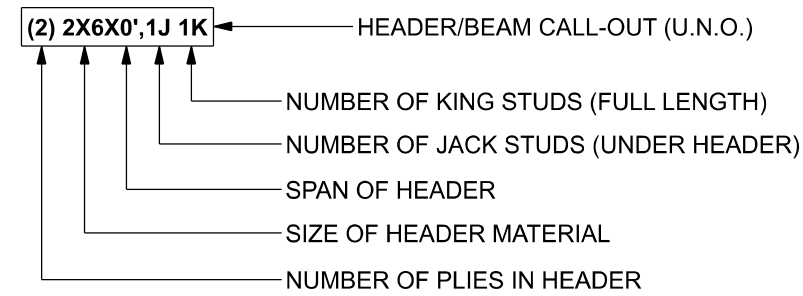 (2) 2X6X0',1J 1K
HEADER/BEAM CALL-OUT (U.N.O.)
NUMBER OF KING STUDS (FULL LENGTH)
NUMBER OF JACK STUDS (UNDER HEADER)
SPAN OF HEADER
SIZE OF HEADER MATERIAL
NUMBER OF PLIES IN HEADER